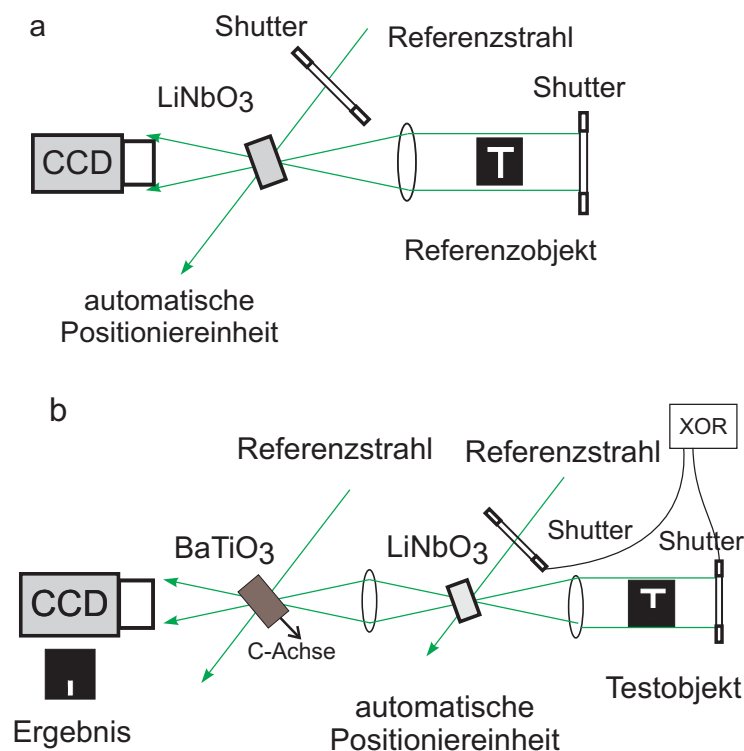 a
Shutter
Referenzstrahl
LiNbO3
Shutter
CCD
T
Referenzobjekt
automatische
Positioniereinheit
b
XOR
Referenzstrahl
Referenzstrahl
Shutter
BaTiO3
LiNbO3
Shutter
CCD
T
C-Achse
Testobjekt
Ergebnis
automatische
Positioniereinheit